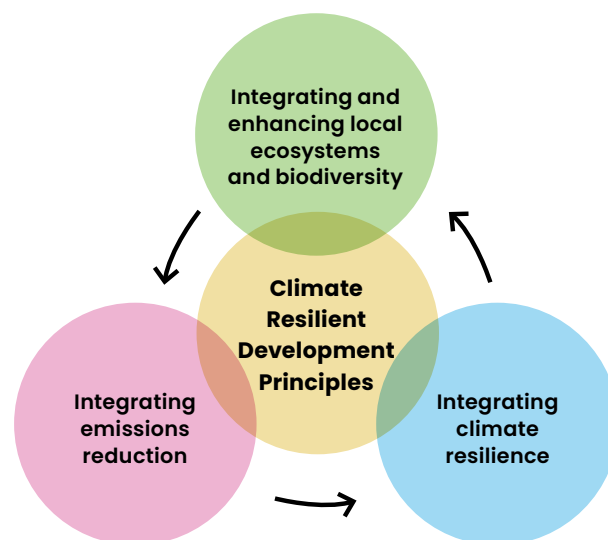 Integrating and
enhancing local
ecosystems
and biodiversity
Climate
Resilient
Development
Principles
Integrating
emissions
reduction
Integrating
climate
resilience